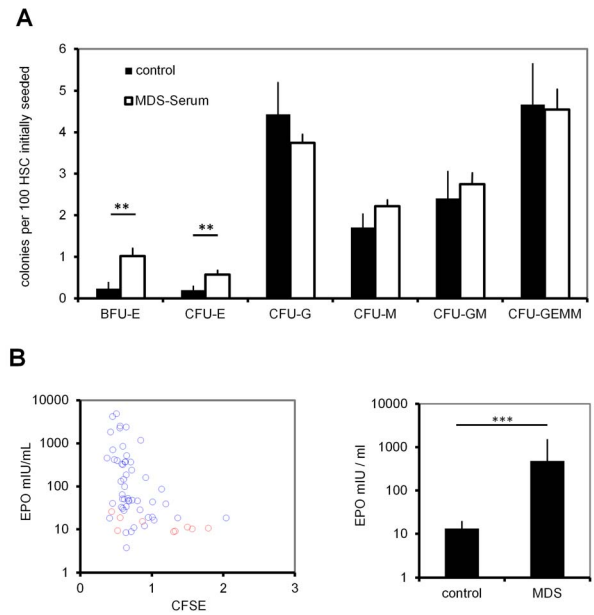 A
colonies per 100 HSC initially seeded
6
5
4
3
2
1
0
control
MDS-Serum
**
**
BFU-E CFU-E CFU-G CFU-M CFU-GM CFU-GEMM
B
EPO mIU/mL
10000
1000
100
10
1
0 1 2 3
CFSE
EPO mIU / ml
10000
1000
100
10
1
***
control MDS